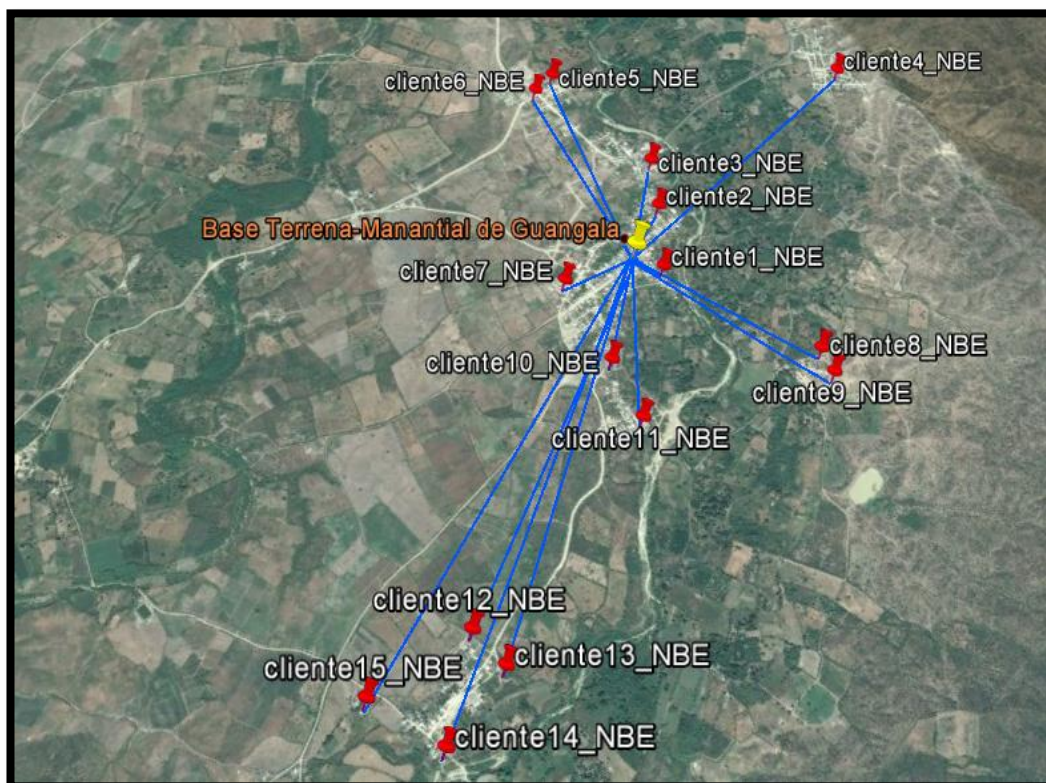 cliente4_NBE
cliente6_NBE
cliente5_NBE
cliente3_NBE
cliente2_NBE
Base Terrena-Manantial de Guangala
cliente1_NBE
cliente7_NBE
cliente8_NBE
cliente10_NBE
cliente9_NBE
cliente11_NBE
cliente12_NBE
cliente13_NBE
cliente15_NBE
cliente14_NBE